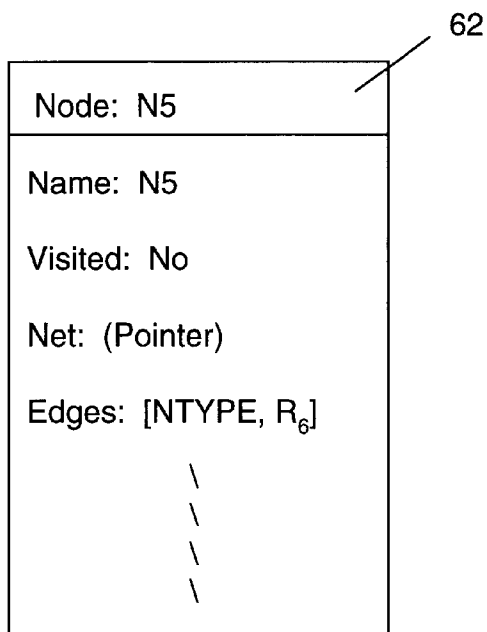 62
Node: N5
Name: N5
Visited: No
Net: (Pointer)
Edges: [NTYPE, R₆]